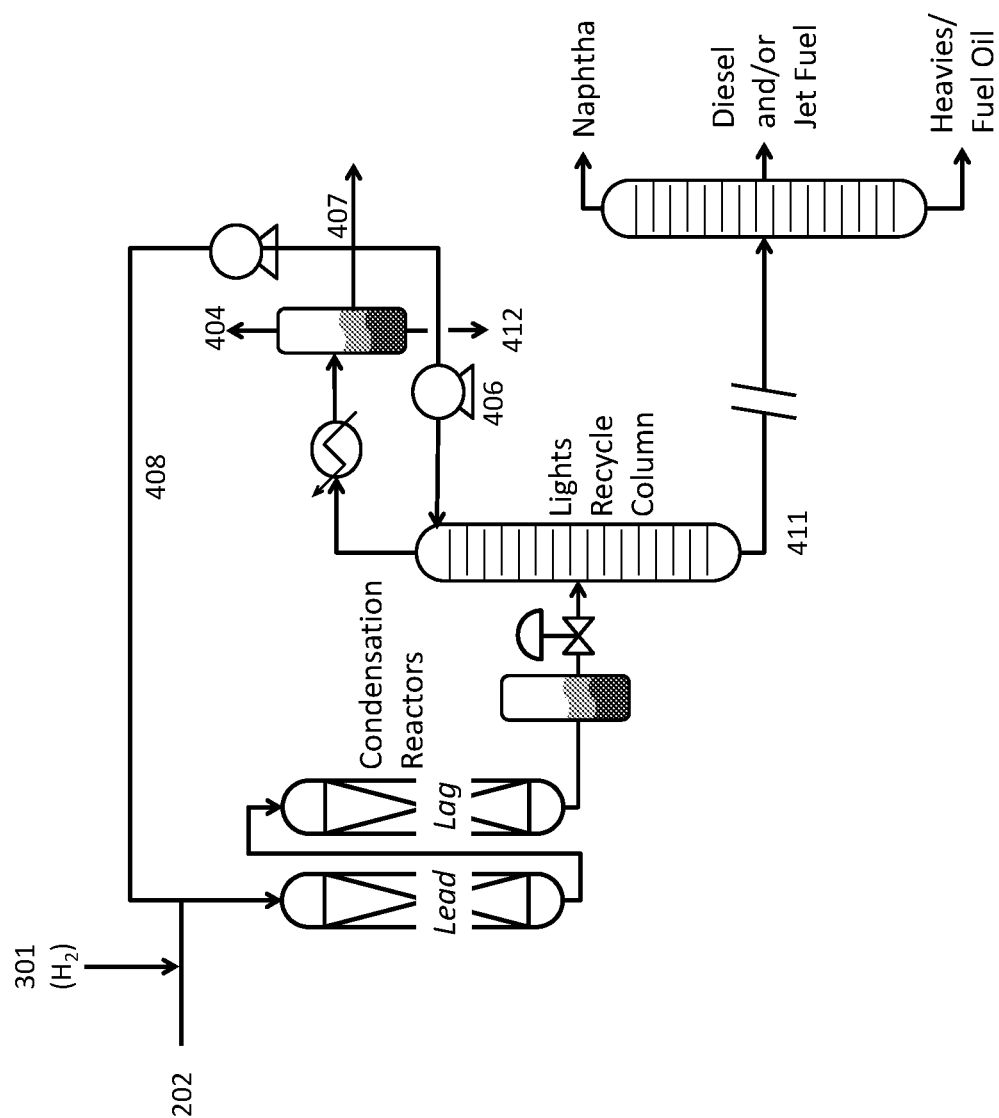 301
(H₂)
202
408
Lead
Lag
Condensation
Reactors
404
407
412
406
Lights
Recycle
Column
411
Naphtha
Diesel
and/or
Jet Fuel
Heavies/
Fuel Oil